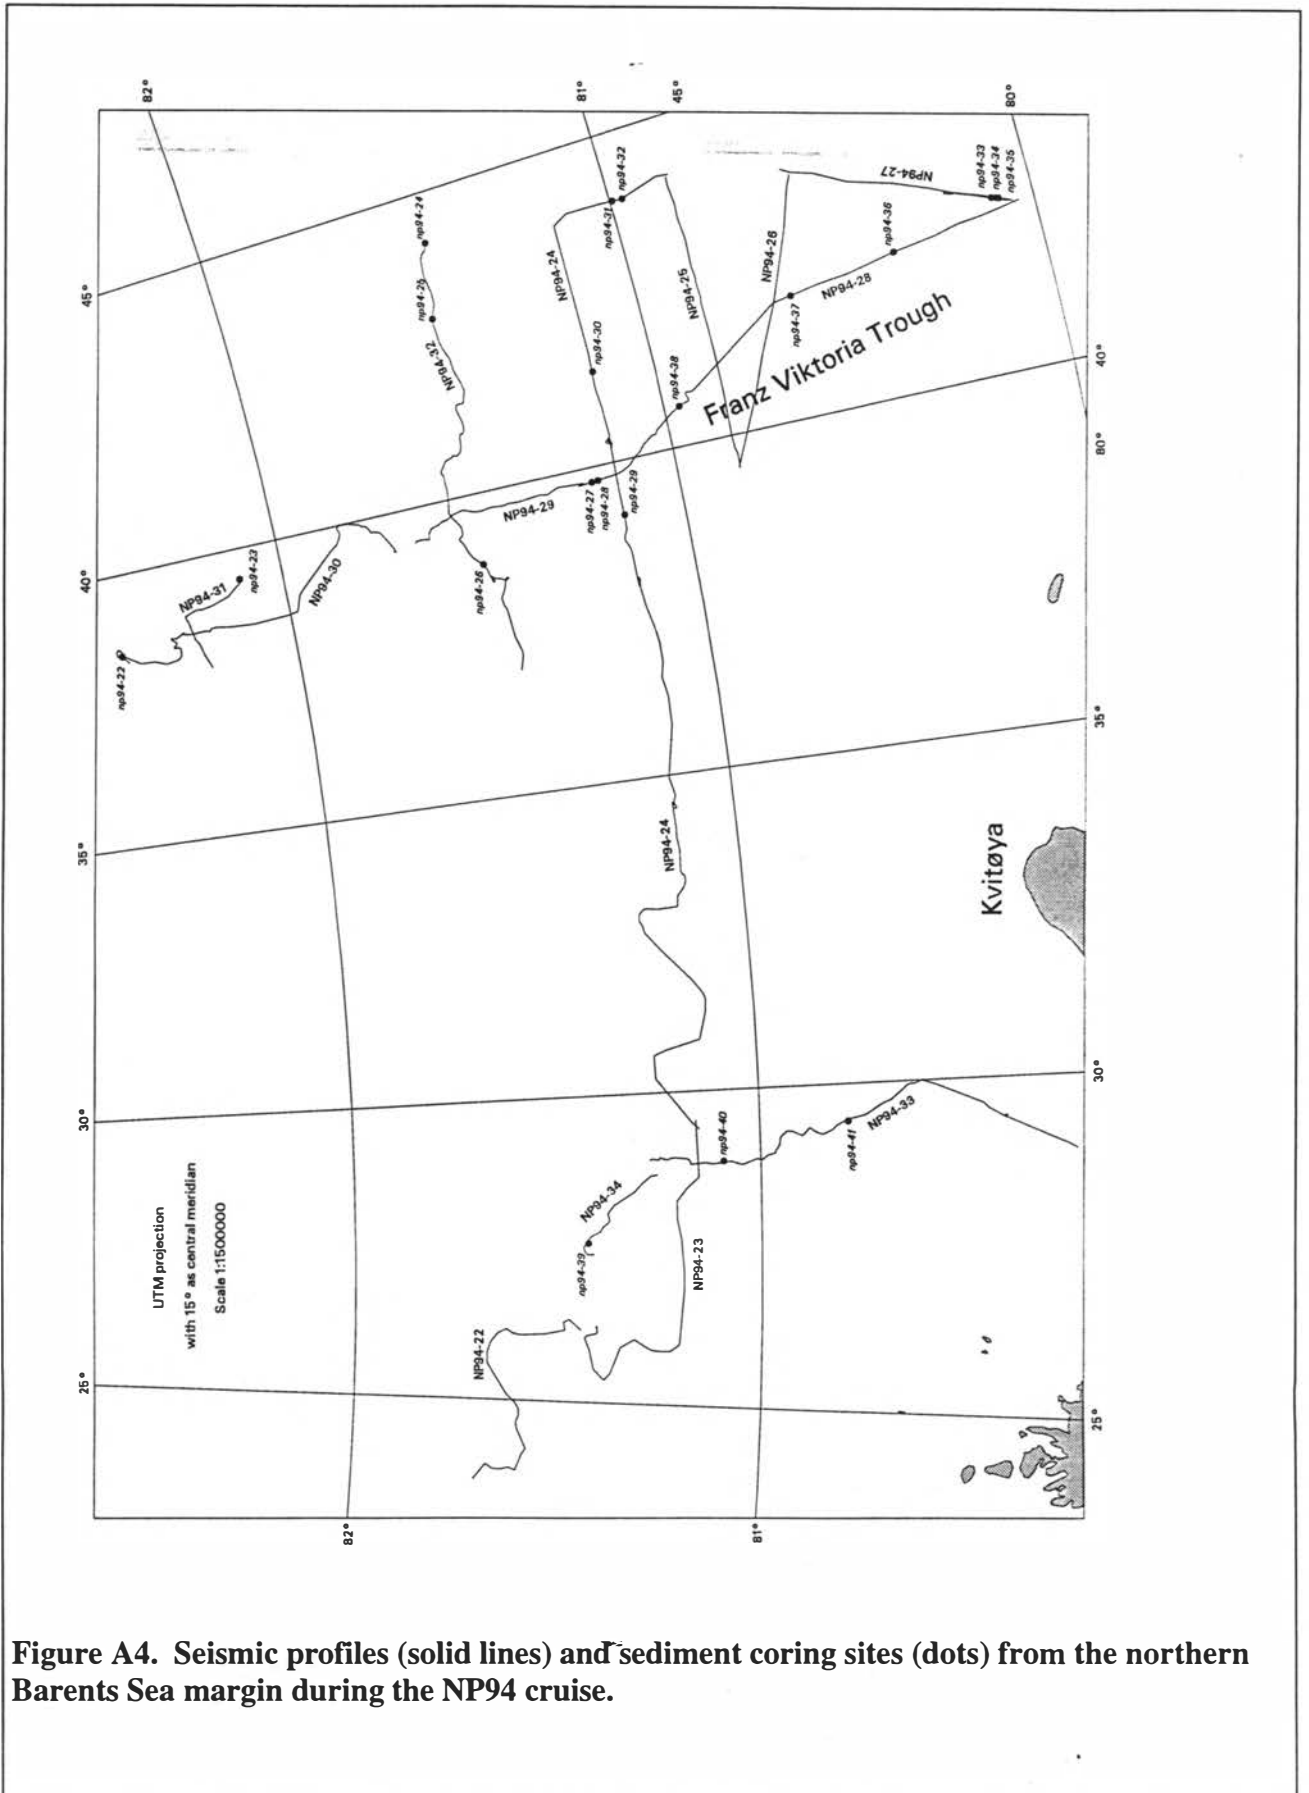 82°
81°
45°
80°
np94-24
np94-25
NP94-32
np94-32
np94-31
NP94-24
np94-30
NP94-25
NP94-26
NP94-27
np94-33
np94-34
np94-35
np94-36
NP94-28
np94-37
np94-38
Franz Viktoria Trough
45°
40°
80°
40°
np94-23
NP94-31
NP94-30
np94-22
NP94-29
np94-27
np94-28
np94-29
np94-26
35°
35°
NP94-24
Kvitøya
30°
30°
np94-40
np94-41
NP94-33
NP94-34
np94-39
NP94-23
NP94-22
UTM projection
with 15° as central meridian
Scale 1:1500000
25°
25°
82°
81°
Figure A4. Seismic profiles (solid lines) and sediment coring sites (dots) from the northern
Barents Sea margin during the NP94 cruise.